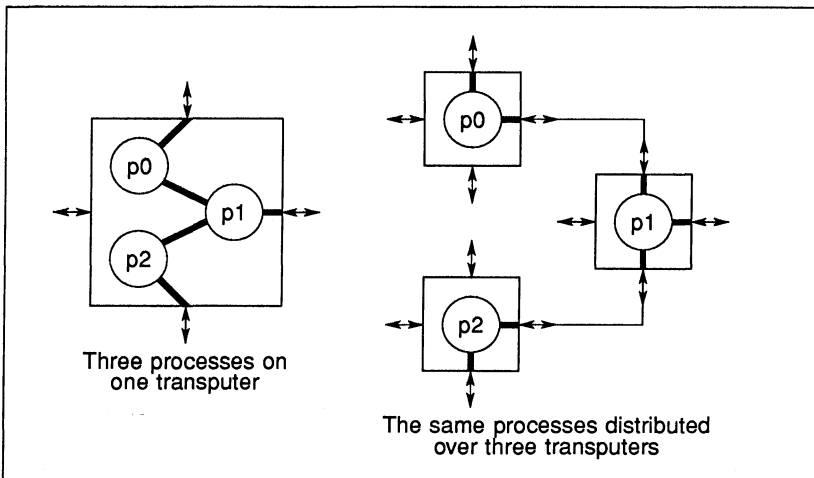 p0
p1
p2
Three processes on
one transputer
p0
p1
p2
The same processes distributed
over three transputers